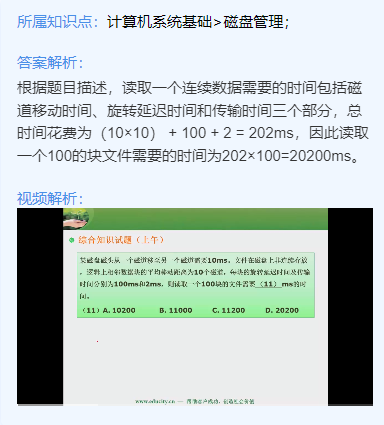 所属知识点：计算机系统基础>磁盘管理；
答案解析：
根据题目描述，读取一个连续数据需要的时间包括磁
道移动时间、旋转延迟时间和传输时间三个部分，总
时间花费为（10×10） + 100 + 2 = 202ms，因此读取
一个100的块文件需要的时间为202×100=20200ms。
视频解析：
综合知识试题（上午）
某磁盘磁头从一个磁道移至另一个磁道需要10ms。文件在磁盘上非连续存放
，逻辑上相邻数据块的平均移动距离为10个磁道，每块的旋转延迟时间及传输
时间分别为100ms和2ms，则读取一个100块的文件需要（11）ms的时
间。
（11）A. 10200 B. 11000 C. 11200 D. 20200
www.educity.cn